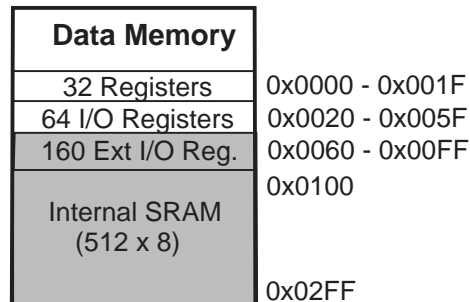 Data Memory
32 Registers 0x0000 - 0x001F
64 I/O Registers 0x0020 - 0x005F
160 Ext I/O Reg. 0x0060 - 0x00FF
0x0100
Internal SRAM
(512 x 8)
0x02FF